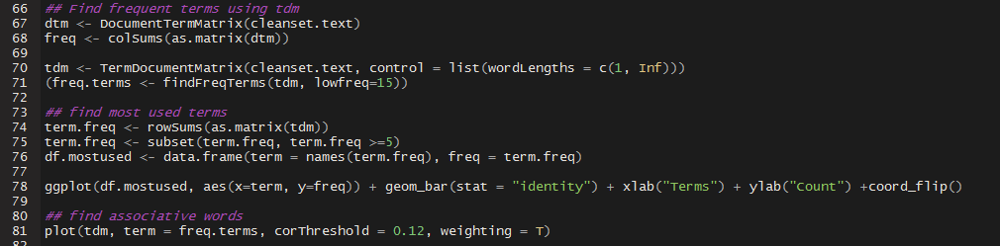 66 ## Find frequent terms using tdm
67 dtm <- DocumentTermMatrix(cleanset.text)
68 freq <- colSums(as.matrix(dtm))
69
70 tdm <- TermDocumentMatrix(cleanset.text, control = list(wordLengths = c(1, Inf)))
71 (freq.terms <- findFreqTerms(tdm, lowfreq=15))
72
73 ## find most used terms
74 term.freq <- rowSums(as.matrix(tdm))
75 term.freq <- subset(term.freq, term.freq >=5)
76 df.mostused <- data.frame(term = names(term.freq), freq = term.freq)
77
78 ggplot(df.mostused, aes(x=term, y=freq)) + geom_bar(stat = "identity") + xlab("Terms") + ylab("Count") +coord_flip()
79
80 ## find associative words
81 plot(tdm, term = freq.terms, corThreshold = 0.12, weighting = T)
82